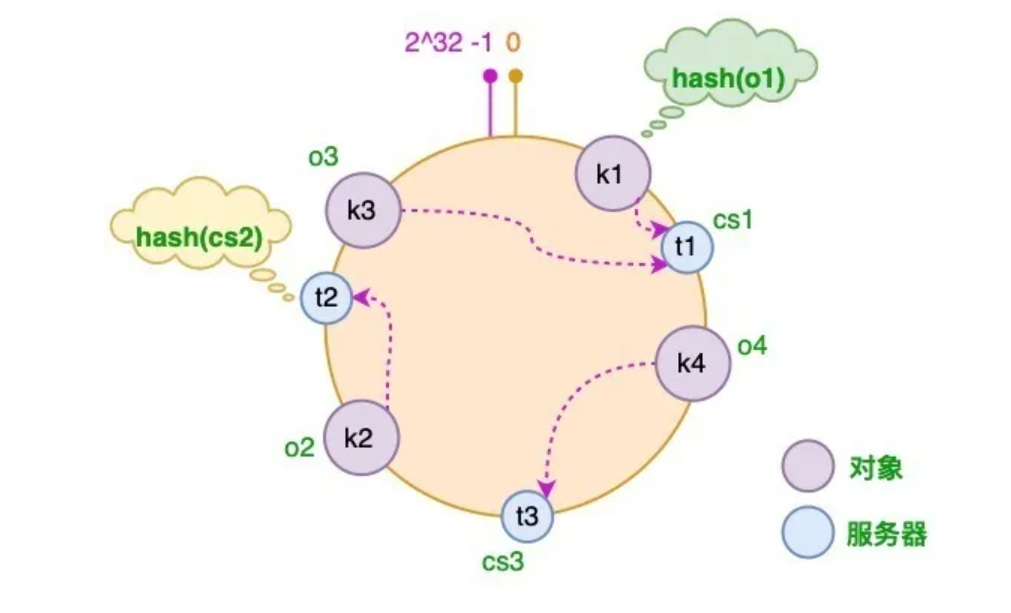 2^32 -1 0
hash(o1)
o3
k1
k3
cs1
hash(cs2)
t1
t2
o4
k4
k2
o2
对象
t3
服务器
cs3